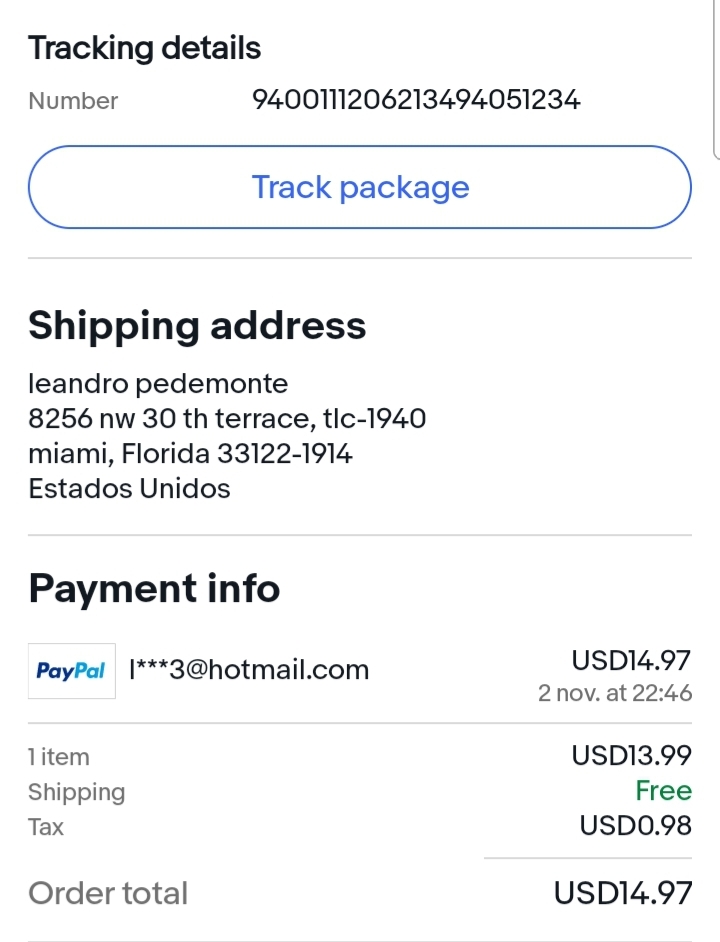 Tracking details
Number 9400111206213494051234
Track package
Shipping address
leandro pedemonte
8256 nw 30 th terrace, tlc-1940
miami, Florida 33122-1914
Estados Unidos
Payment info
PayPal l***3@hotmail.com USD14.97
2 nov. at 22:46
1 item USD13.99
Shipping Free
Tax USD0.98
Order total USD14.97